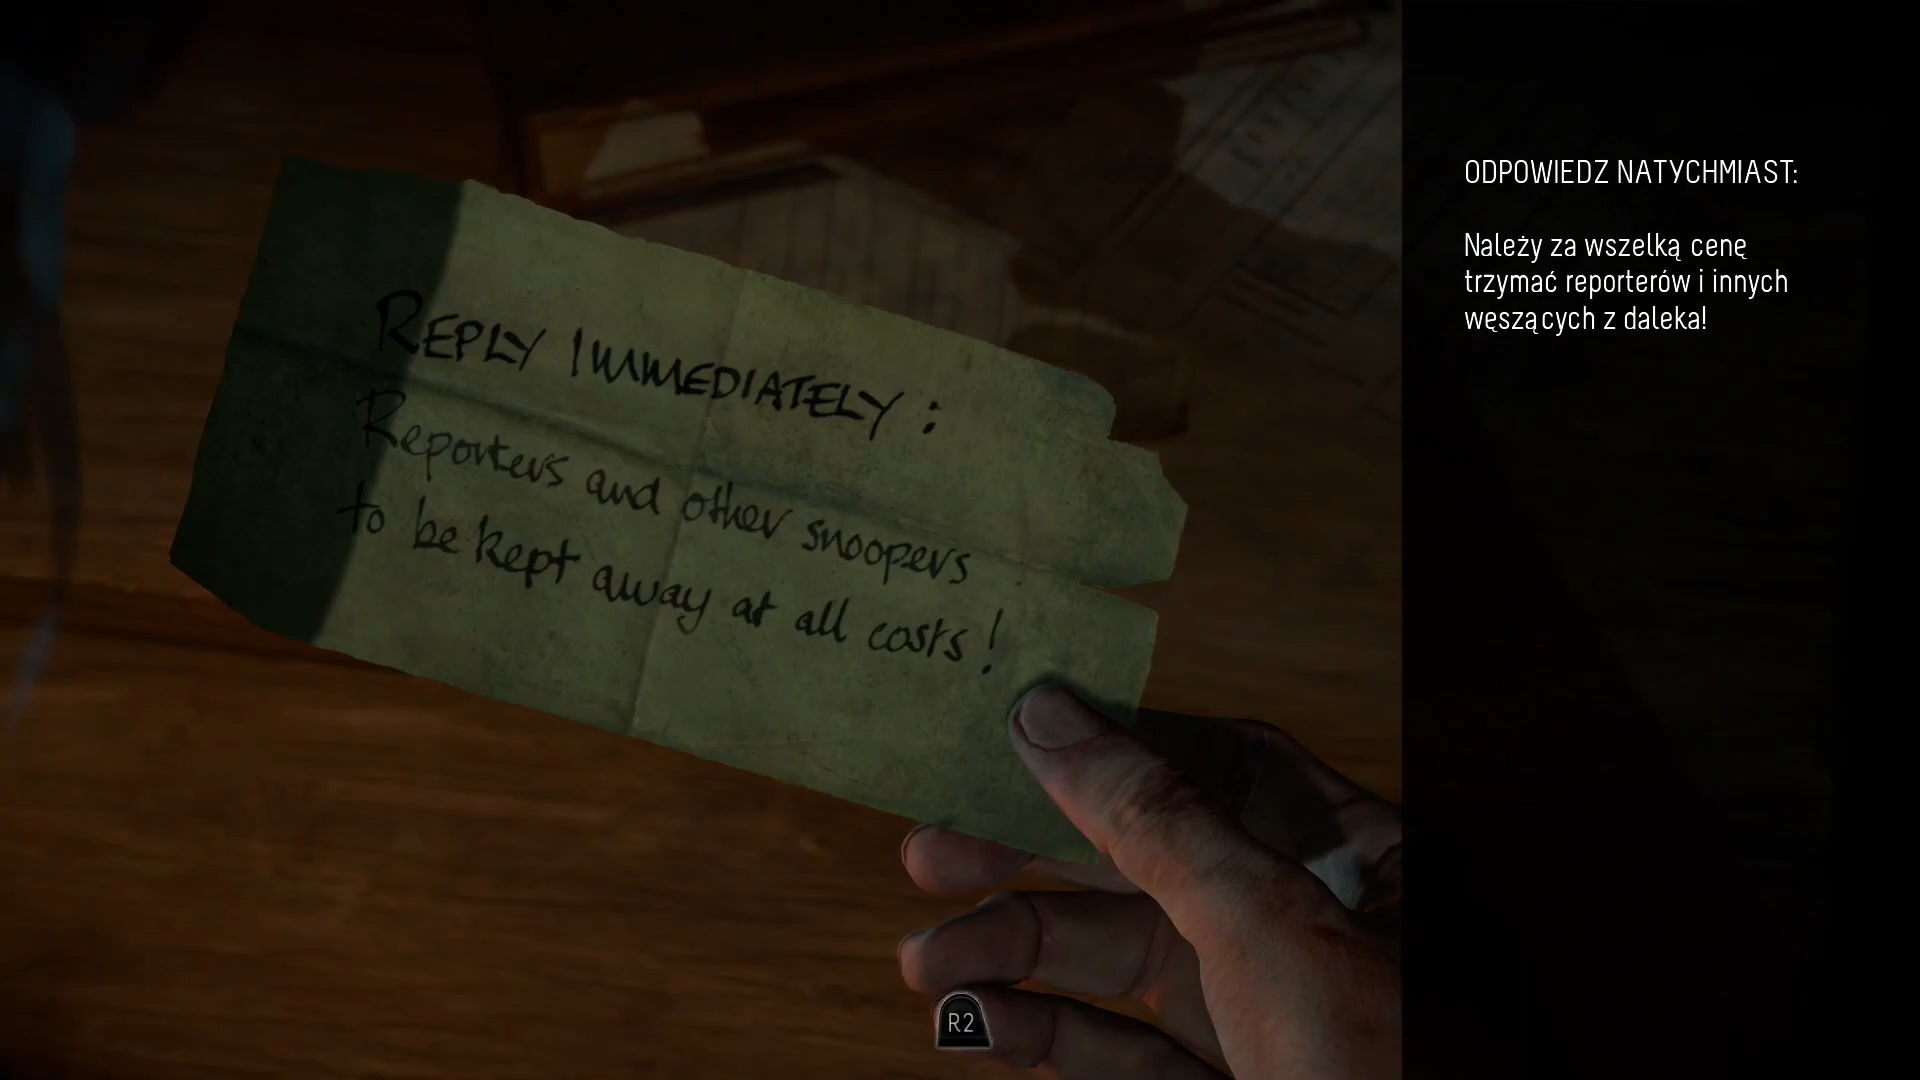 REPLY IMMEDIATELY :
Reporters and other snoopers
to be kept away at all costs !
ODPOWIEDZ NATYCHMIAST:
Należy za wszelką cenę
trzymać reporterów i innych
węszących z daleka!
R2